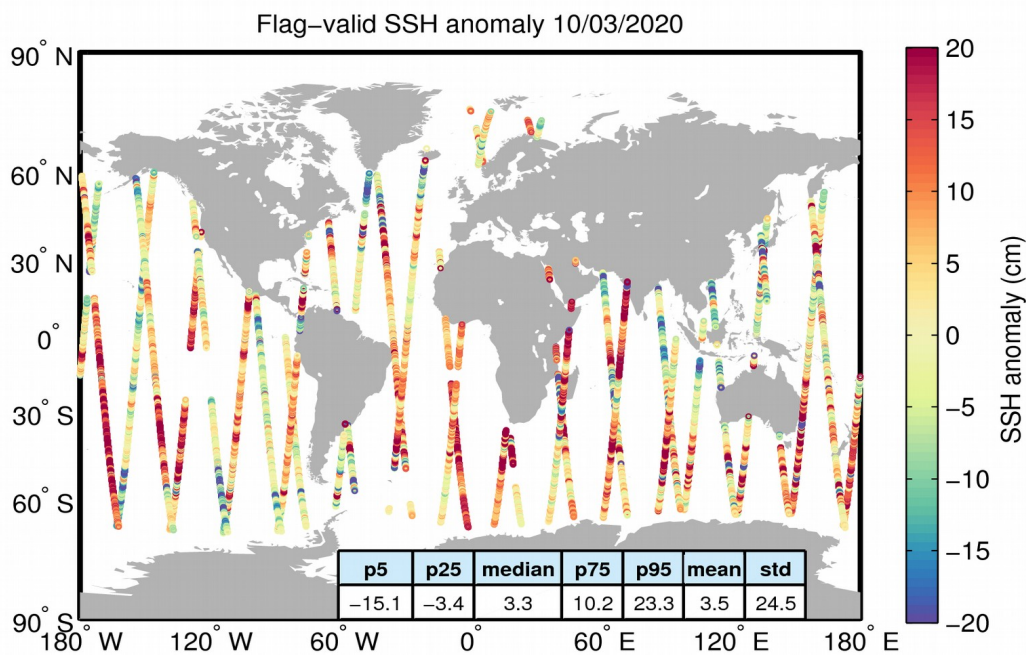 Flag−valid SSH anomaly 10/03/2020
90° N
60° N
30° N
0°
30° S
60° S
90° S
180° W
120° W
60° W
0°
60° E
120° E
180° E
p5 p25 median p75 p95 mean std
−15.1 −3.4 3.3 10.2 23.3 3.5 24.5
20
15
10
5
0
−5
−10
−15
−20
SSH anomaly (cm)